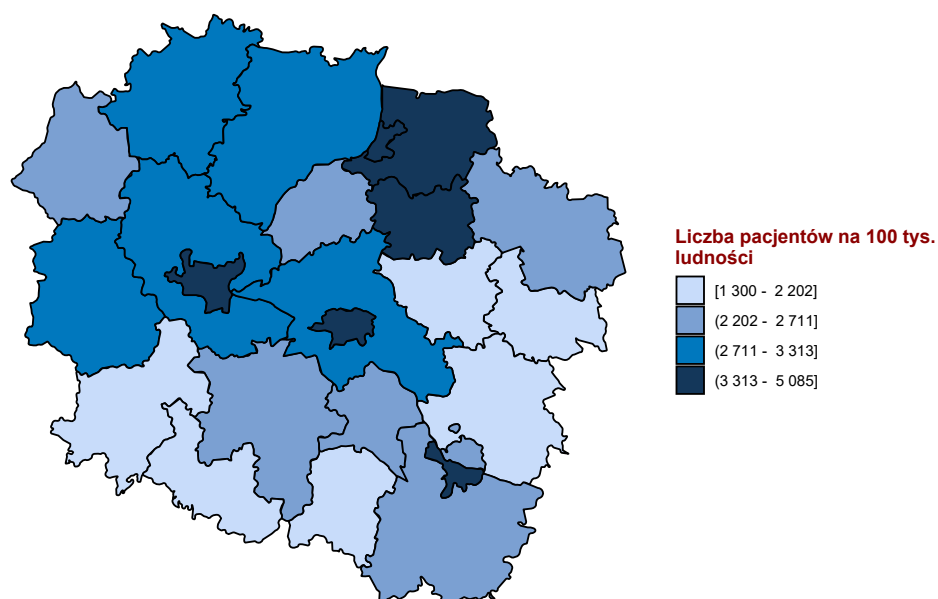 Liczba pacjentów na 100 tys.
ludności
[1 300 - 2 202]
(2 202 - 2 711]
(2 711 - 3 313]
(3 313 - 5 085]